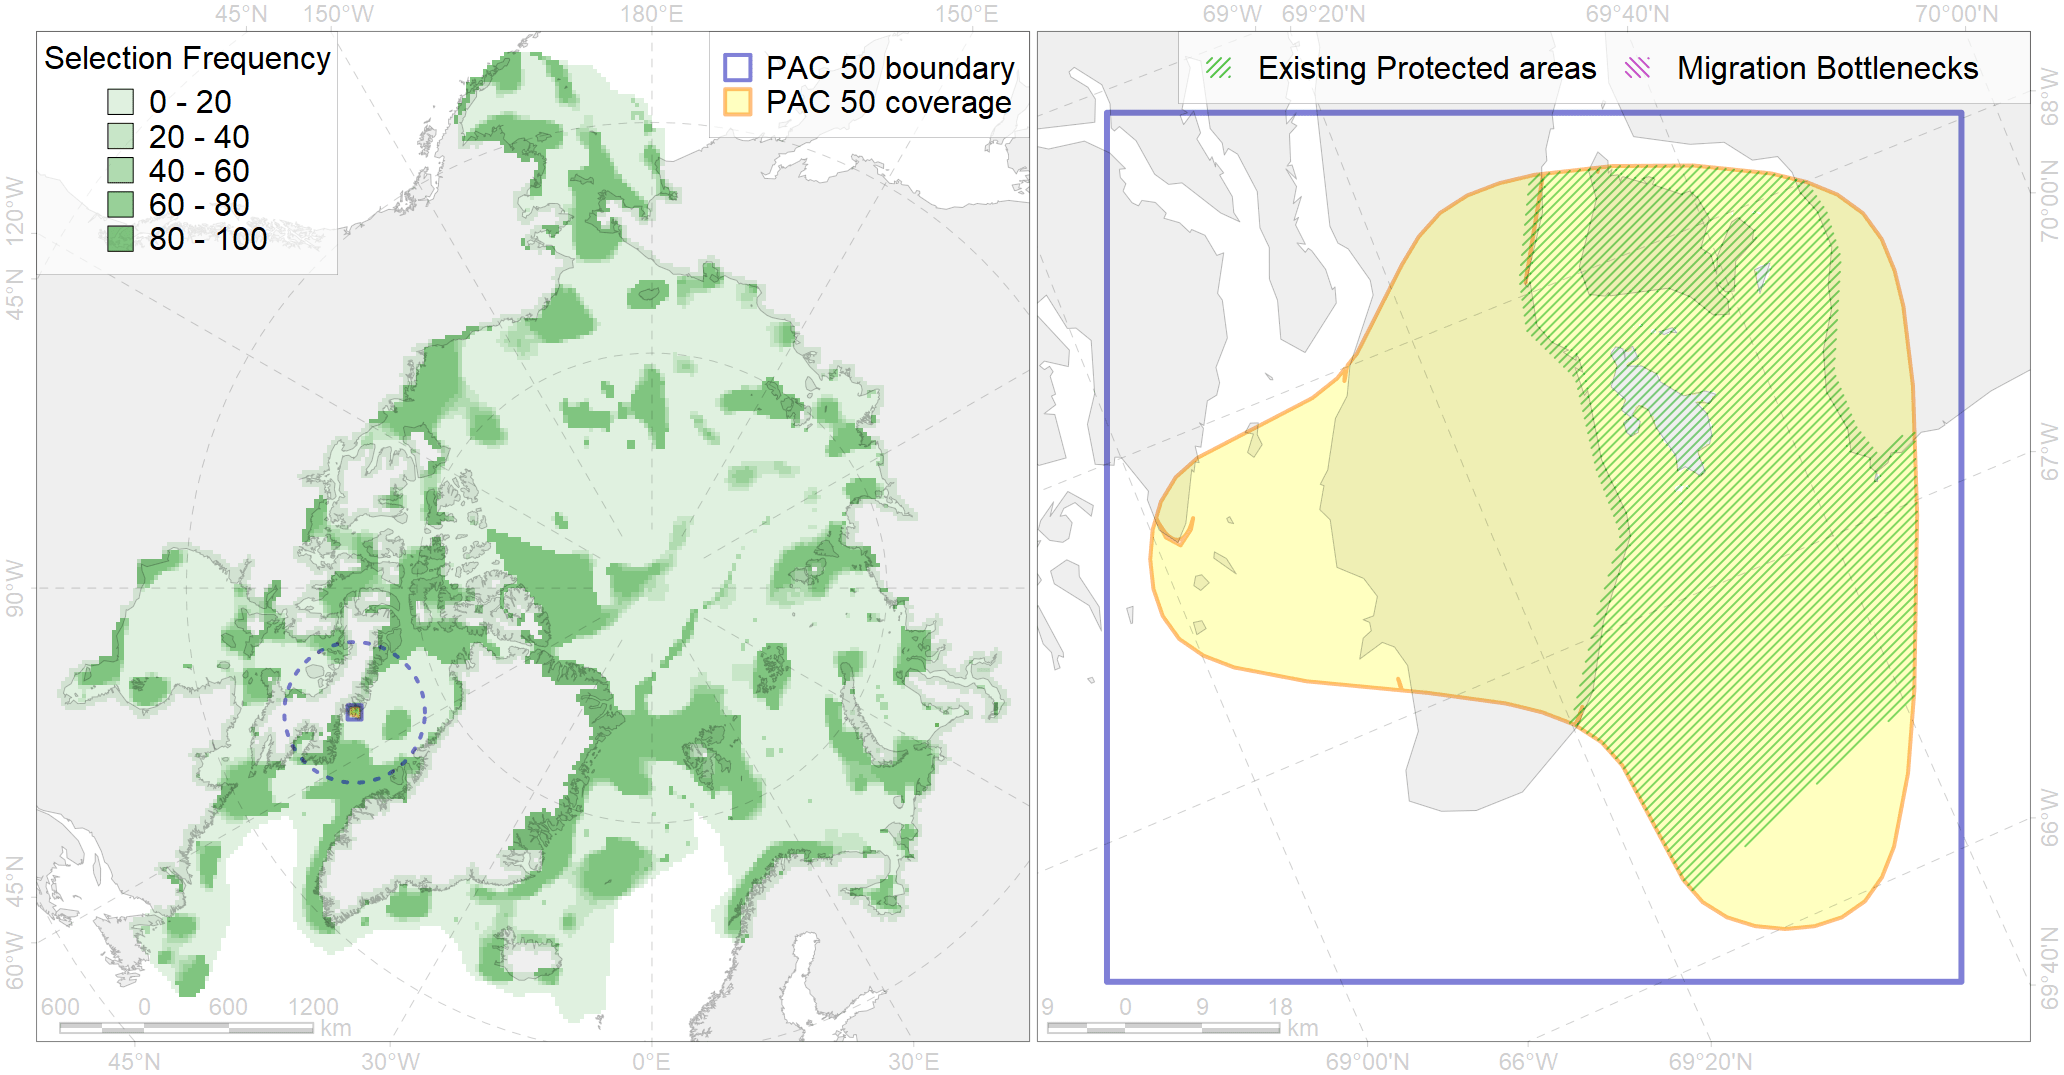 45°N 150°W 180°E 150°E 69°W 69°20'N 69°40'N 70°00'N
Selection Frequency
0 - 20
20 - 40
40 - 60
60 - 80
80 - 100
PAC 50 boundary
PAC 50 coverage
Existing Protected areas
Migration Bottlenecks
120°W
45°N
90°W
45°N
60°W
68°W
70°00'N
67°W
66°W
69°40'N
600 0 600 1200
km
9 0 9 18
km
45°N 30°W 0°E 30°E 69°00'N 66°W 69°20'N